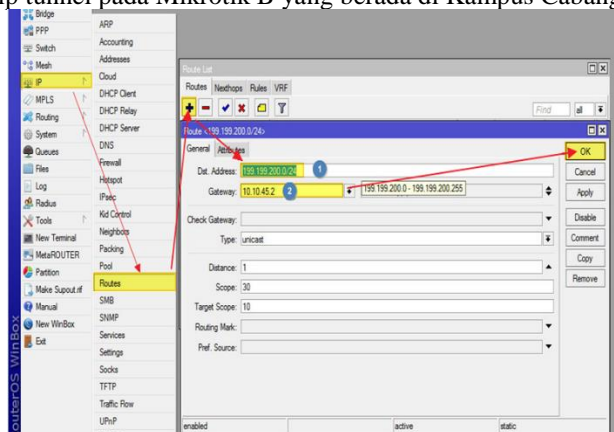 ip tunnel pada Mikrotik B yang berada di Kampus Cabang
Bridge
PPP
Switch
Mesh
IP
MPLS
Routing
System
Queues
Files
Log
Radius
Tools
New Terminal
MetaROUTER
Partition
Make Supout.rif
Manual
New WinBox
Exit
RouterOS WinBox
ARP
Accounting
Addresses
Cloud
DHCP Client
DHCP Relay
DHCP Server
DNS
Firewall
Hotspot
IPsec
Kid Control
Neighbors
Packing
Pool
Routes
SMB
SNMP
Services
Settings
Socks
TFTP
Traffic Flow
UPnP
Route List
Routes Nexthops Rules VRF
Find all
Route <199.199.200.0/24>
General Attributes
Dst. Address: 199.199.200.0/24 1
Gateway: 10.10.45.2 2 199.199.200.0 - 199.199.200.255
Check Gateway:
Type: unicast
Distance: 1
Scope: 30
Target Scope: 10
Routing Mark:
Pref. Source:
OK
Cancel
Apply
Disable
Comment
Copy
Remove
enabled active static